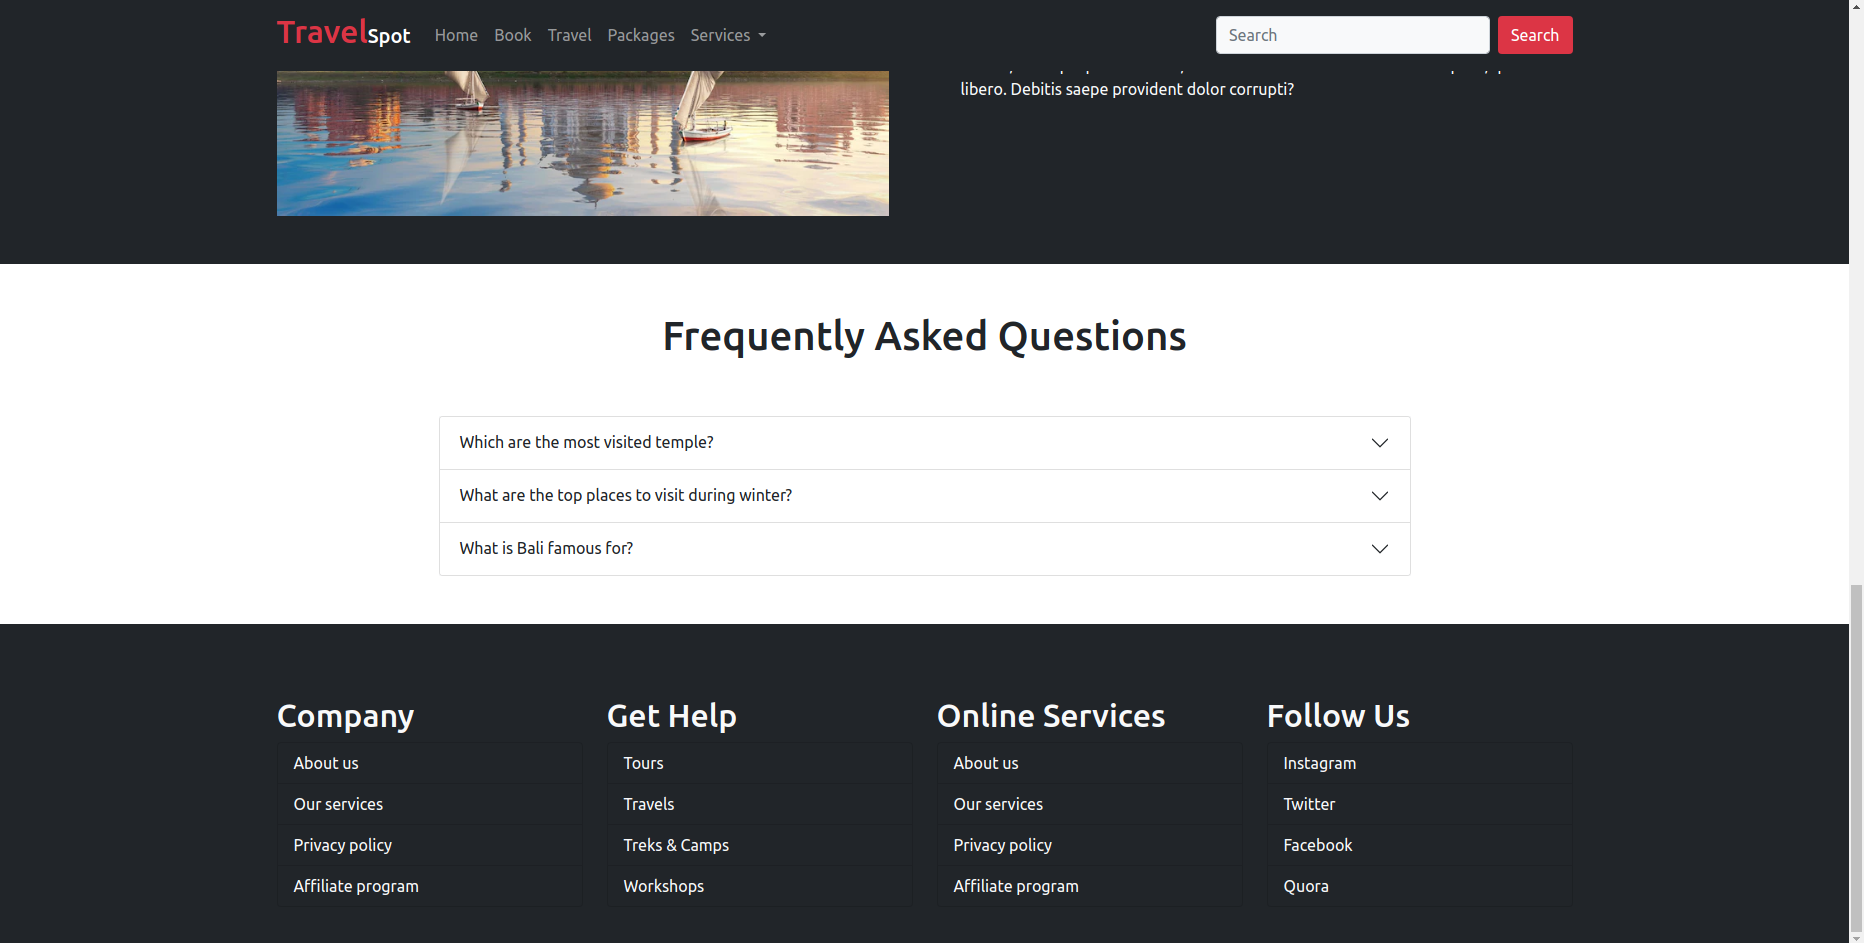 TravelSpot Home Book Travel Packages Services Search Search
libero. Debitis saepe provident dolor corrupti?
Frequently Asked Questions
Which are the most visited temple?
What are the top places to visit during winter?
What is Bali famous for?
Company
About us
Our services
Privacy policy
Affiliate program
Get Help
Tours
Travels
Treks & Camps
Workshops
Online Services
About us
Our services
Privacy policy
Affiliate program
Follow Us
Instagram
Twitter
Facebook
Quora